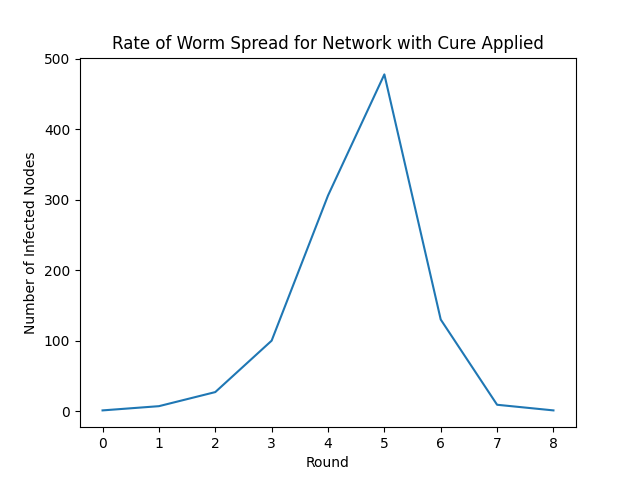 Rate of Worm Spread for Network with Cure Applied
500
400
300
200
100
0
Number of Infected Nodes
0 1 2 3 4 5 6 7 8
Round